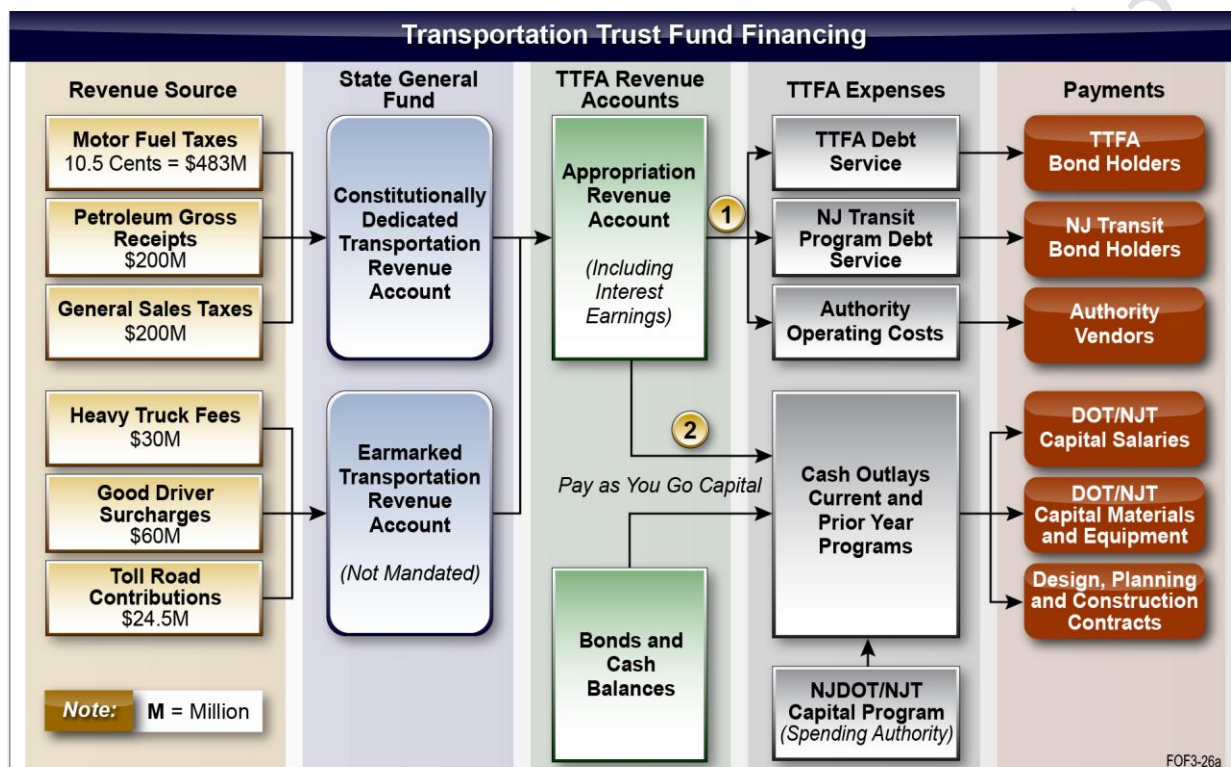 Transportation Trust Fund Financing
Revenue Source
Motor Fuel Taxes
10.5 Cents = $483M
Petroleum Gross
Receipts
$200M
General Sales Taxes
$200M
Heavy Truck Fees
$30M
Good Driver
Surcharges
$60M
Toll Road
Contributions
$24.5M
Note: M = Million
State General
Fund
Constitutionally
Dedicated
Transportation
Revenue
Account
Earmarked
Transportation
Revenue
Account
(Not Mandated)
TTFA Revenue
Accounts
Appropriation
Revenue
Account
(Including
Interest
Earnings)
1
2
Pay as You Go Capital
Bonds and
Cash
Balances
TTFA Expenses
TTFA Debt
Service
NJ Transit
Program Debt
Service
Authority
Operating Costs
Cash Outlays
Current and
Prior Year
Programs
NJDOT/NJT
Capital Program
(Spending Authority)
Payments
TTFA
Bond Holders
NJ Transit
Bond Holders
Authority
Vendors
DOT/NJT
Capital Salaries
DOT/NJT
Capital Materials
and Equipment
Design, Planning
and Construction
Contracts
FOF3-26a